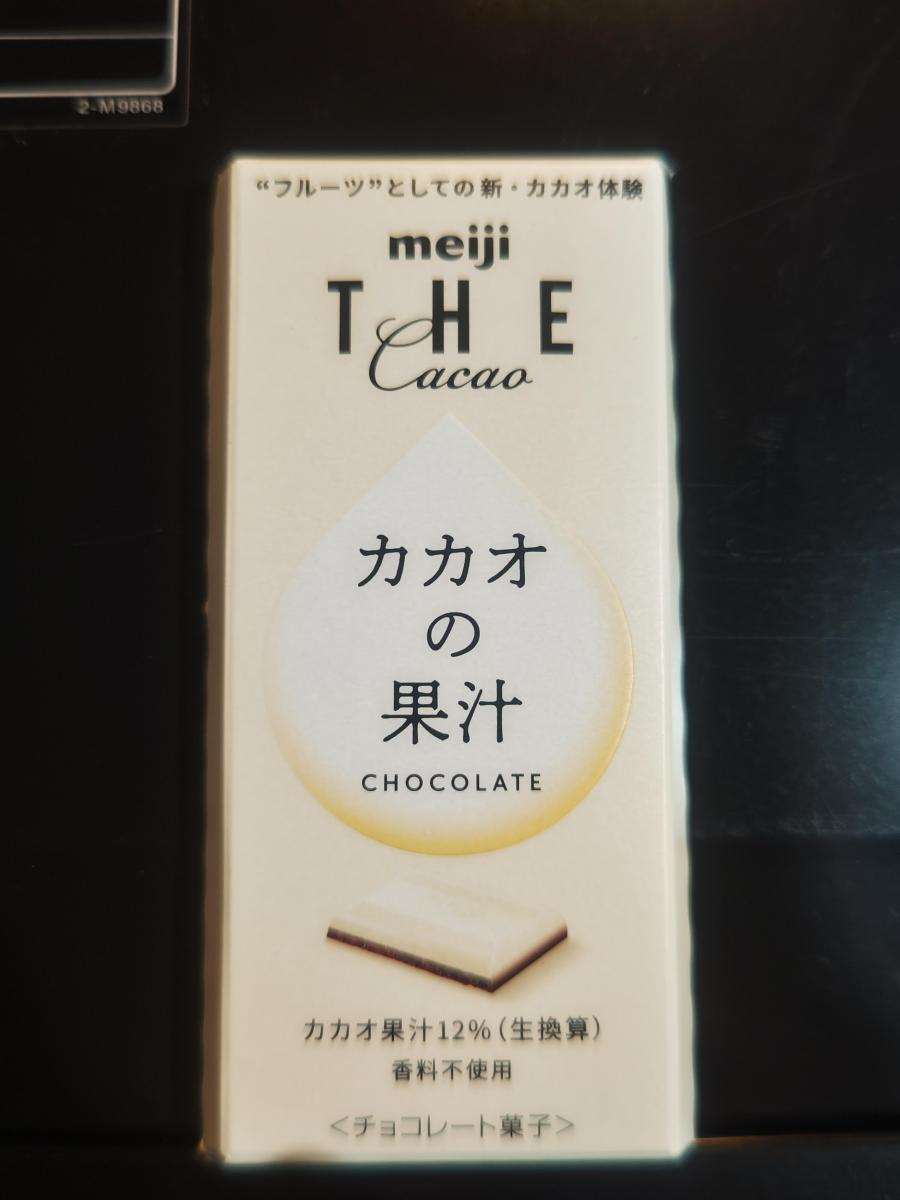 2-M9868
“フルーツ”としての新・カカオ体験
meiji
THE
Cacao
カカオ
の
果汁
CHOCOLATE
カカオ果汁12%(生換算)
香料不使用
<チョコレート菓子>